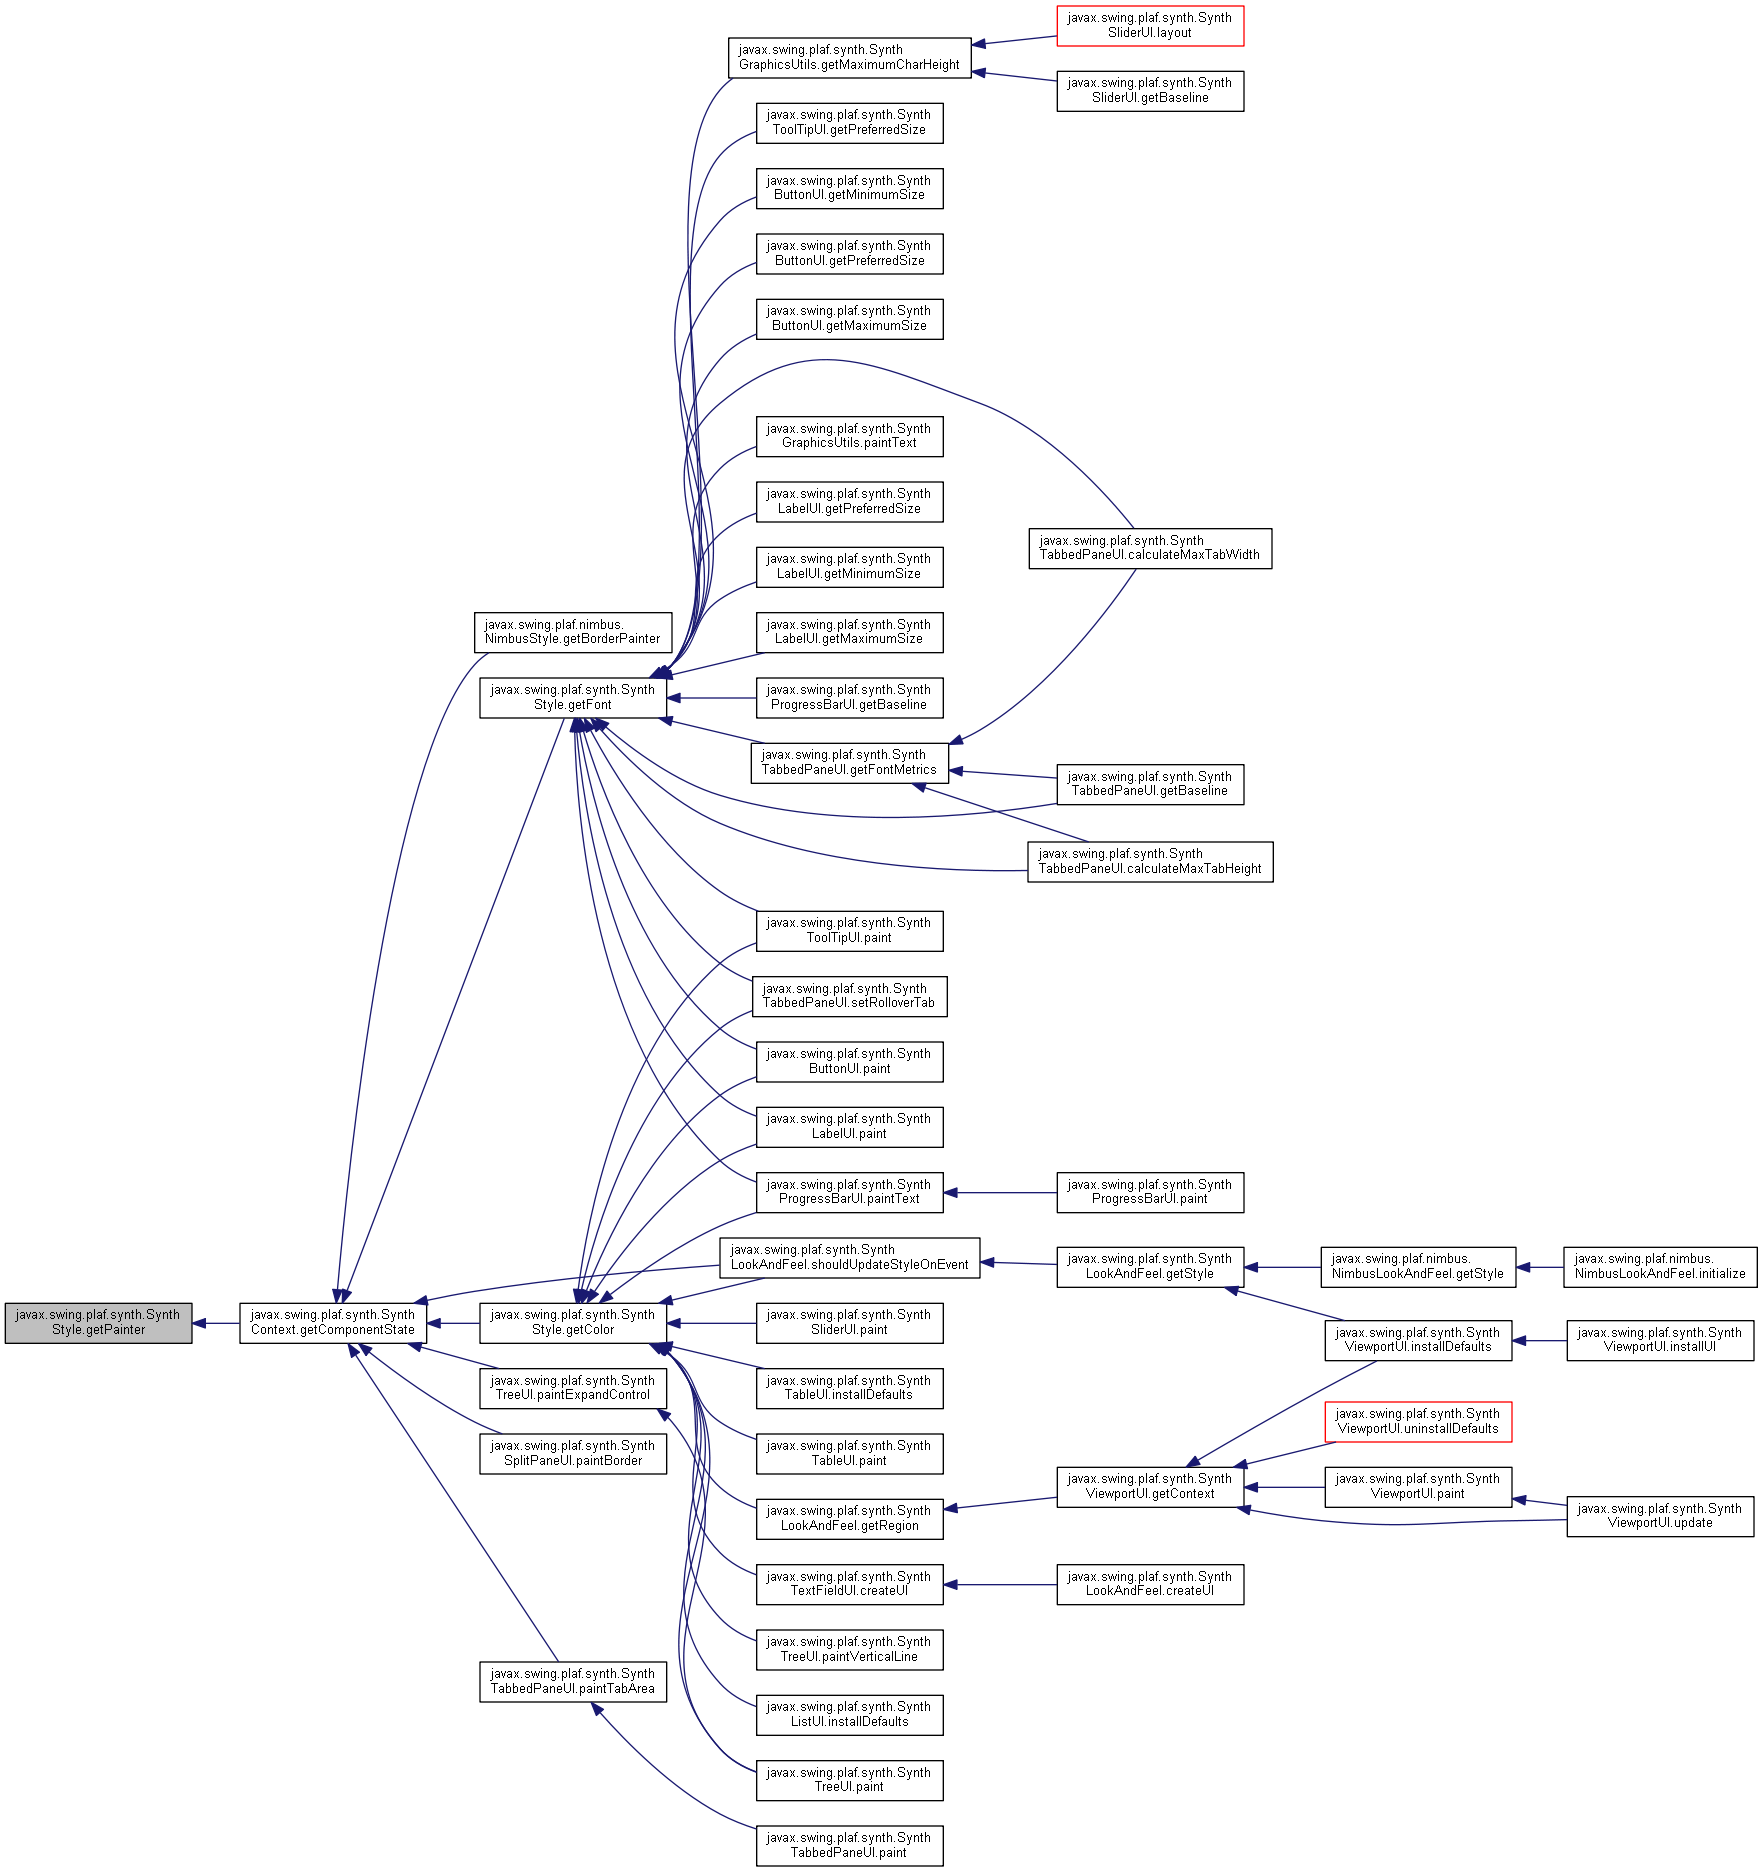 javax.swing.plaf.synth.Synth
SliderUI.layout
javax.swing.plaf.synth.Synth
GraphicsUtils.getMaximumCharHeight
javax.swing.plaf.synth.Synth
SliderUI.getBaseline
javax.swing.plaf.synth.Synth
ToolTipUI.getPreferredSize
javax.swing.plaf.synth.Synth
ButtonUI.getMinimumSize
javax.swing.plaf.synth.Synth
ButtonUI.getPreferredSize
javax.swing.plaf.synth.Synth
ButtonUI.getMaximumSize
javax.swing.plaf.synth.Synth
GraphicsUtils.paintText
javax.swing.plaf.synth.Synth
LabelUI.getPreferredSize
javax.swing.plaf.synth.Synth
TabbedPaneUI.calculateMaxTabWidth
javax.swing.plaf.synth.Synth
LabelUI.getMinimumSize
javax.swing.plaf.nimbus.
NimbusStyle.getBorderPainter
javax.swing.plaf.synth.Synth
LabelUI.getMaximumSize
javax.swing.plaf.synth.Synth
Style.getFont
javax.swing.plaf.synth.Synth
ProgressBarUI.getBaseline
javax.swing.plaf.synth.Synth
TabbedPaneUI.getFontMetrics
javax.swing.plaf.synth.Synth
TabbedPaneUI.getBaseline
javax.swing.plaf.synth.Synth
TabbedPaneUI.calculateMaxTabHeight
javax.swing.plaf.synth.Synth
ToolTipUI.paint
javax.swing.plaf.synth.Synth
TabbedPaneUI.setRolloverTab
javax.swing.plaf.synth.Synth
ButtonUI.paint
javax.swing.plaf.synth.Synth
LabelUI.paint
javax.swing.plaf.synth.Synth
ProgressBarUI.paintText
javax.swing.plaf.synth.Synth
ProgressBarUI.paint
javax.swing.plaf.synth.Synth
LookAndFeel.shouldUpdateStyleOnEvent
javax.swing.plaf.synth.Synth
LookAndFeel.getStyle
javax.swing.plaf.nimbus.
NimbusLookAndFeel.getStyle
javax.swing.plaf.nimbus.
NimbusLookAndFeel.initialize
javax.swing.plaf.synth.Synth
Style.getPainter
javax.swing.plaf.synth.Synth
Context.getComponentState
javax.swing.plaf.synth.Synth
Style.getColor
javax.swing.plaf.synth.Synth
SliderUI.paint
javax.swing.plaf.synth.Synth
ViewportUI.installDefaults
javax.swing.plaf.synth.Synth
ViewportUI.installUI
javax.swing.plaf.synth.Synth
TreeUI.paintExpandControl
javax.swing.plaf.synth.Synth
TableUI.installDefaults
javax.swing.plaf.synth.Synth
ViewportUI.uninstallDefaults
javax.swing.plaf.synth.Synth
SplitPaneUI.paintBorder
javax.swing.plaf.synth.Synth
TableUI.paint
javax.swing.plaf.synth.Synth
ViewportUI.getContext
javax.swing.plaf.synth.Synth
ViewportUI.paint
javax.swing.plaf.synth.Synth
LookAndFeel.getRegion
javax.swing.plaf.synth.Synth
ViewportUI.update
javax.swing.plaf.synth.Synth
TextFieldUI.createUI
javax.swing.plaf.synth.Synth
LookAndFeel.createUI
javax.swing.plaf.synth.Synth
TreeUI.paintVerticalLine
javax.swing.plaf.synth.Synth
TabbedPaneUI.paintTabArea
javax.swing.plaf.synth.Synth
ListUI.installDefaults
javax.swing.plaf.synth.Synth
TreeUI.paint
javax.swing.plaf.synth.Synth
TabbedPaneUI.paint